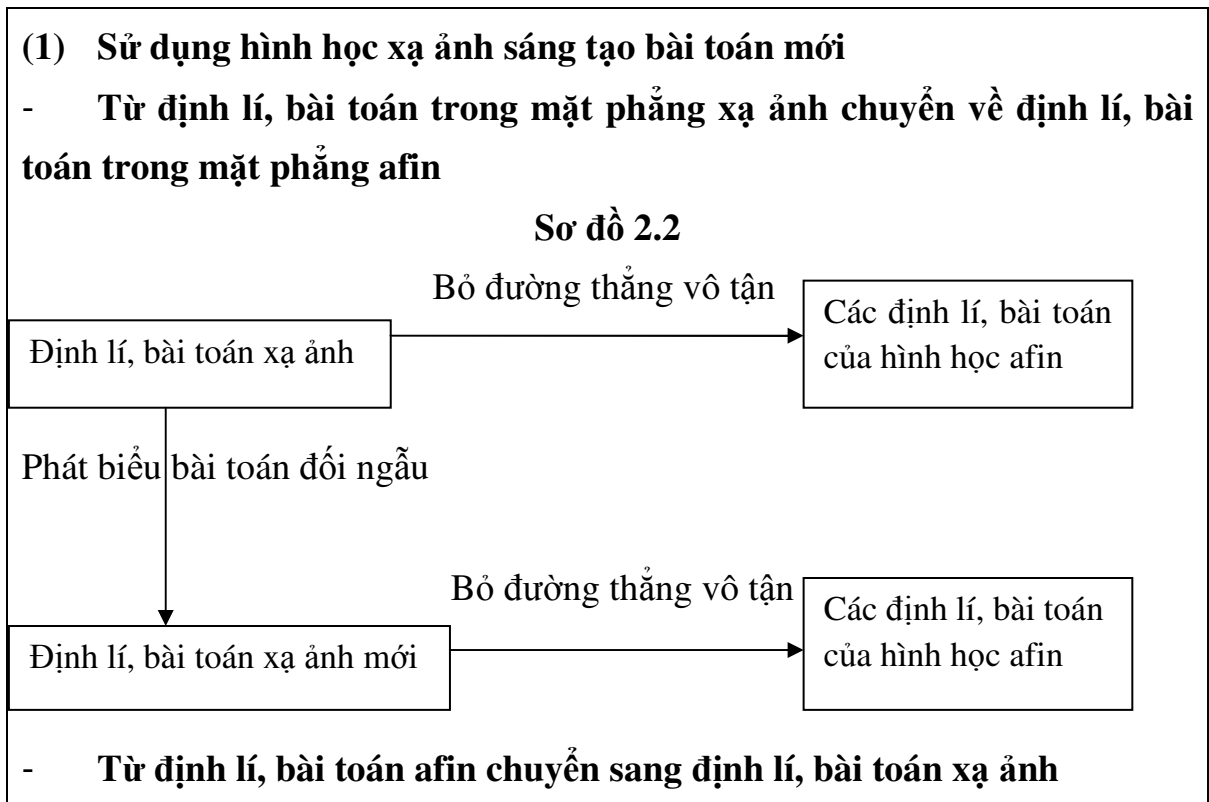 (1) Sử dụng hình học xạ ảnh sáng tạo bài toán mới
- Từ định lí, bài toán trong mặt phẳng xạ ảnh chuyển về định lí, bài
toán trong mặt phẳng afin
Sơ đồ 2.2
Bỏ đường thẳng vô tận
Định lí, bài toán xạ ảnh
Các định lí, bài toán
của hình học afin
Phát biểu bài toán đối ngẫu
Bỏ đường thẳng vô tận
Định lí, bài toán xạ ảnh mới
Các định lí, bài toán
của hình học afin
- Từ định lí, bài toán afin chuyển sang định lí, bài toán xạ ảnh